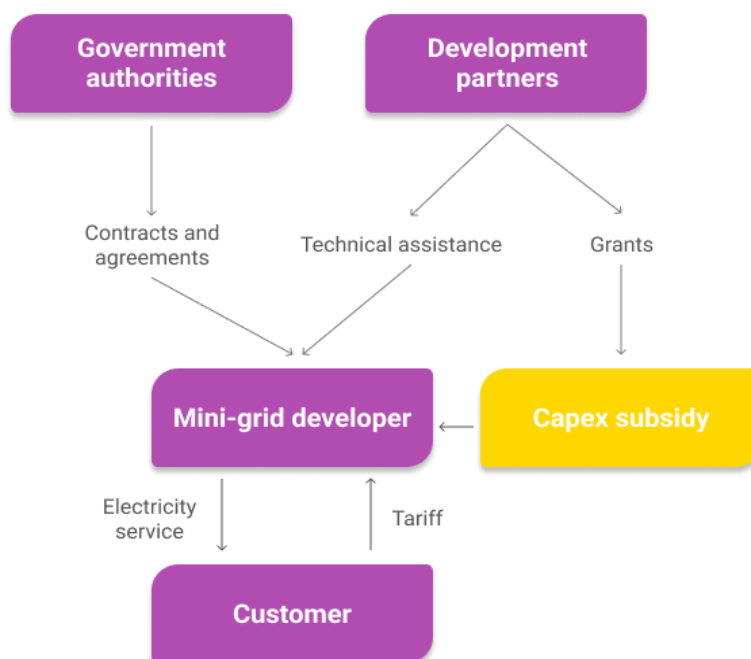 Government
authorities
Development
partners
Contracts and
agreements
Technical assistance
Grants
Mini-grid developer
Capex subsidy
Electricity
service
Tariff
Customer